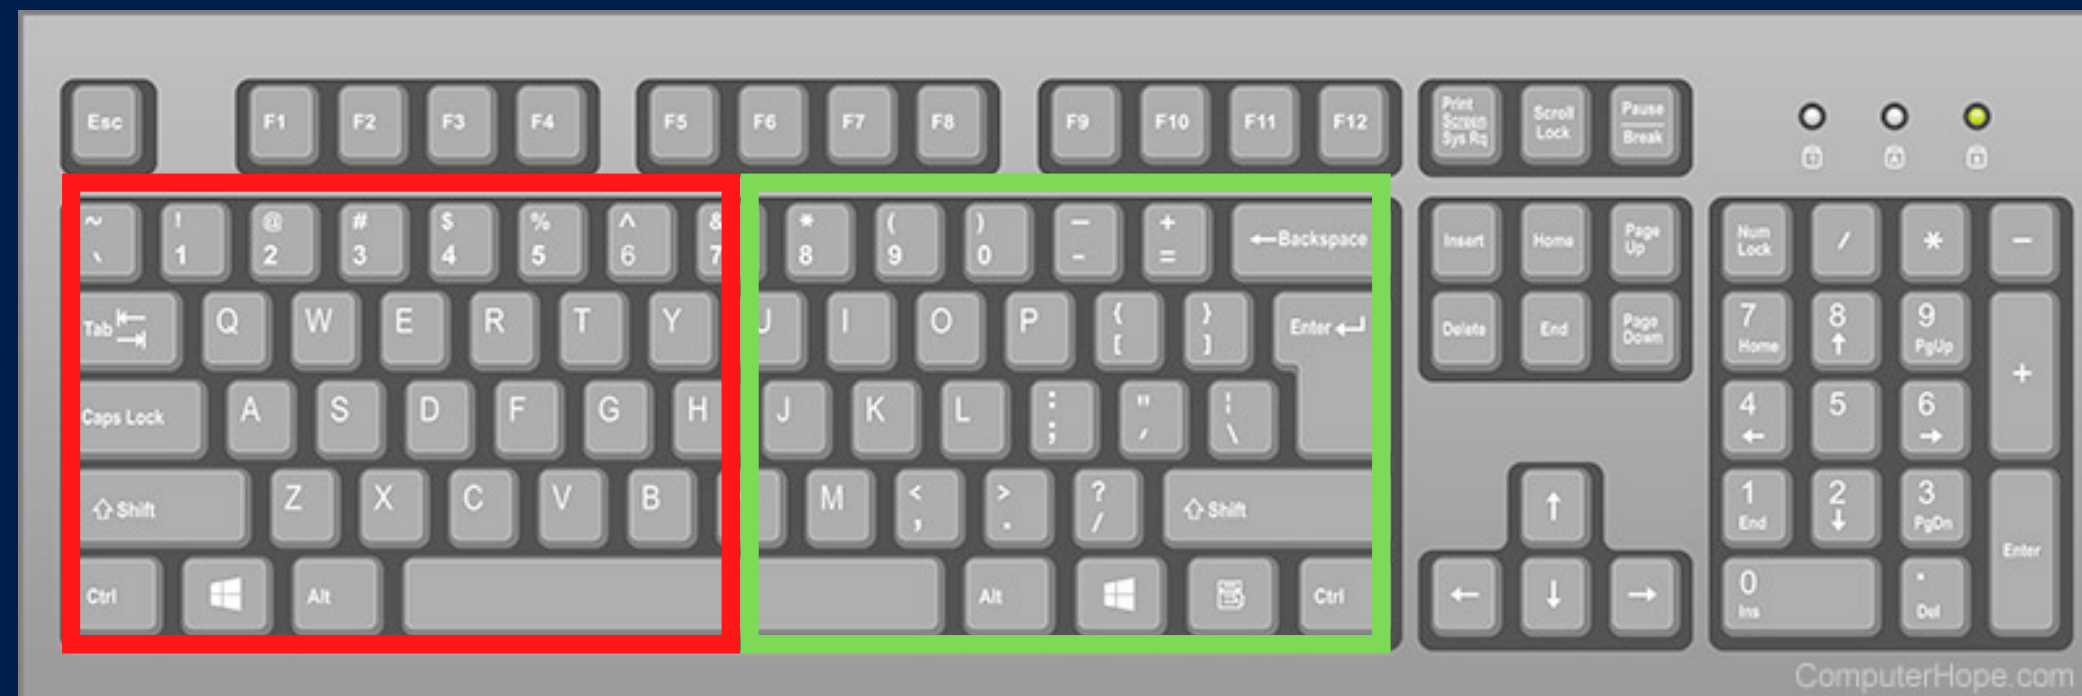 Esc F1 F2 F3 F4 F5 F6 F7 F8 F9 F10 F11 F12 Print Screen Sys Rq Scroll Lock Pause Break
~ ` ! 1 @ 2 # 3 $ 4 % 5 ^ 6 & 7 * 8 ( 9 ) 0 — - + = ←Backspace Insert Home Page Up Num Lock / * −
Tab Q W E R T Y U I O P { [ } ] Enter Delete End Page Down 7 Home 8 ↑ 9 PgUp +
Caps Lock A S D F G H J K L : ; " ' ¦ \ 4 ← 5 6 →
⇧ Shift Z X C V B M < , > . ? / ⇧ Shift ↑ 1 End 2 ↓ 3 PgDn Enter
Ctrl Alt Alt Ctrl ← ↓ → 0 Ins . Del
ComputerHope.com